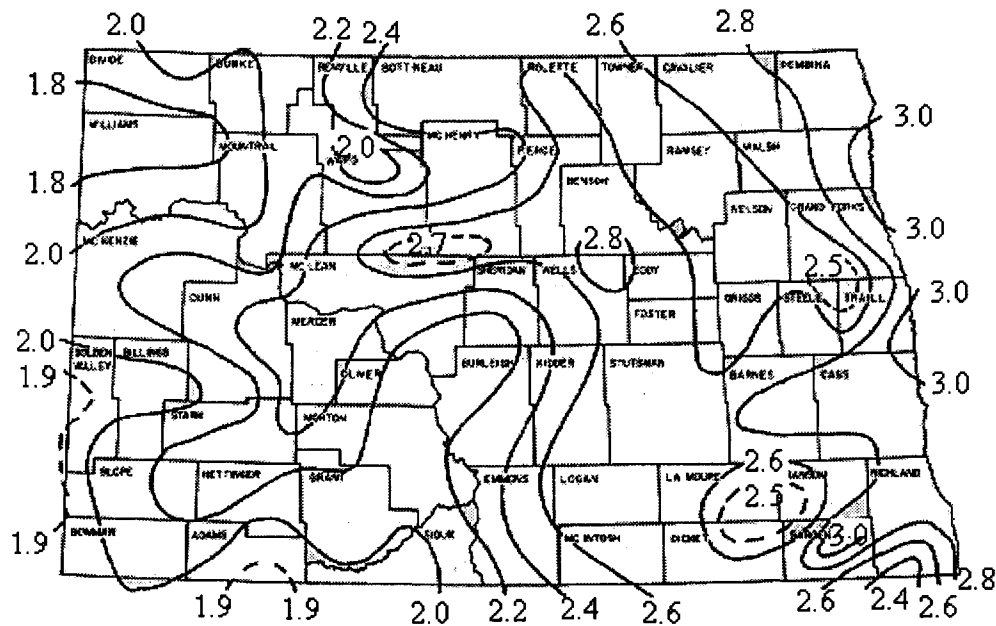 2.0
2.2
2.4
2.6
2.8
1.8
DIVIDE
BURKE
RENVILLE
BOTTINEAU
ROLETTE
TOWNER
CAVALIER
PEMBINA
3.0
WILLIAMS
MOUNTRAIL
WARD
2.0
MC HENRY
PIERCE
BENSON
RAMSEY
WALSH
1.8
NELSON
GRAND FORKS
3.0
2.0
MC KENZIE
2.7
2.8
2.5
MC LEAN
SHERIDAN
WELLS
EDDY
DUNN
GRIGGS
STEELE
TRAILL
3.0
MERCER
FOSTER
2.0
GOLDEN
VALLEY
BILLINGS
OLIVER
BURLEIGH
KIDDER
STUTSMAN
BARNES
CASS
1.9
3.0
STARK
MORTON
SLOPE
HETTINGER
GRANT
EMMONS
LOGAN
LA MOURE
2.6
RANSOM
RICHLAND
2.5
1.9
BOWMAN
ADAMS
SIOUX
MC INTOSH
DICKEY
SARGENT
3.0
1.9
1.9
2.0
2.2
2.4
2.6
2.6
2.4
2.6
2.8